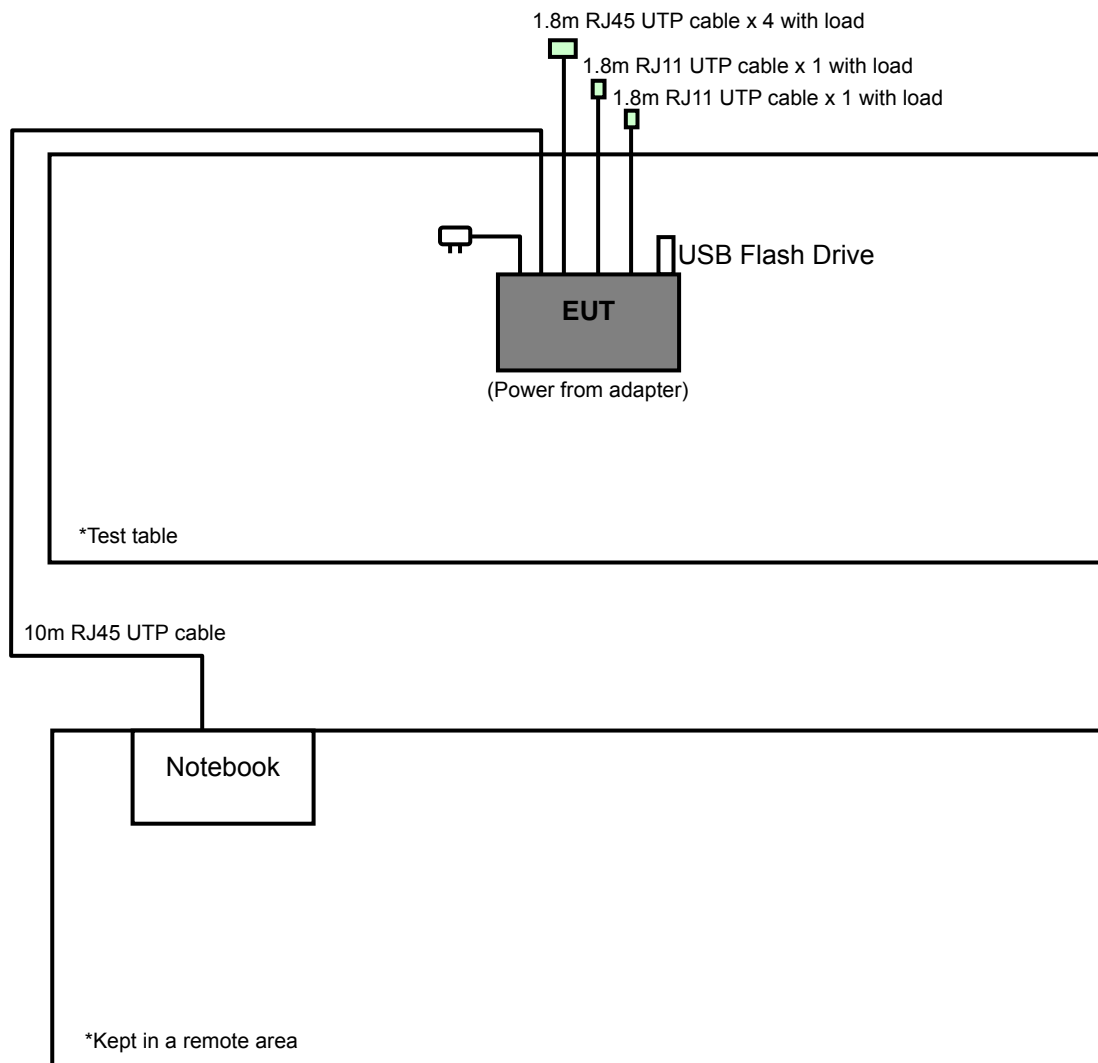 1.8m RJ45 UTP cable x 4 with load
1.8m RJ11 UTP cable x 1 with load
1.8m RJ11 UTP cable x 1 with load
USB Flash Drive
EUT
(Power from adapter)
*Test table
10m RJ45 UTP cable
Notebook
*Kept in a remote area